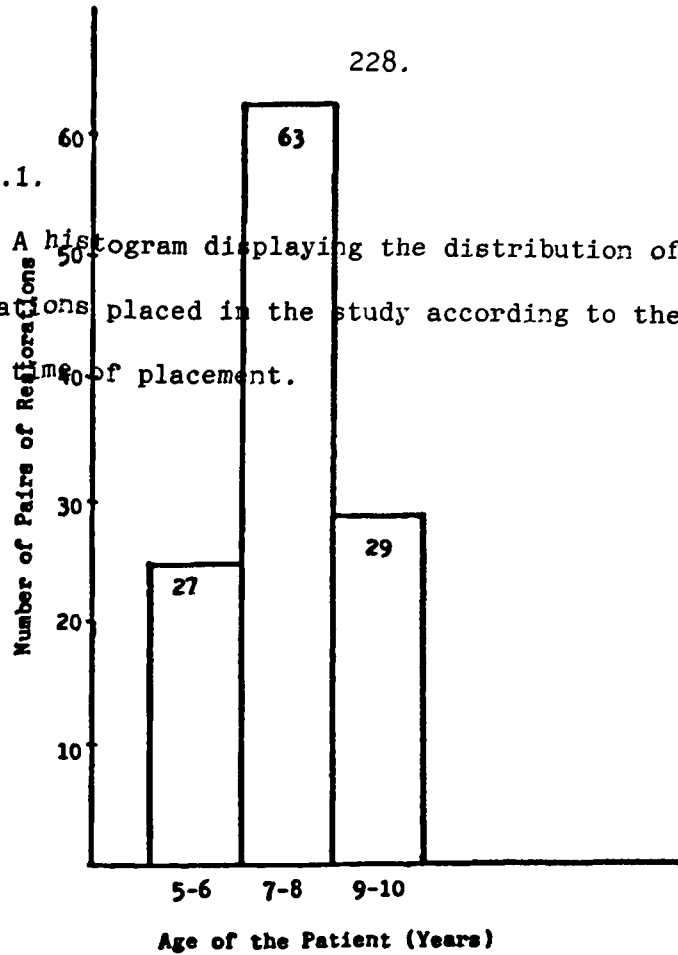 228.
60
63
.1.
A histogram displaying the distribution of
50
ations placed in the study according to the
40
time of placement.
Number of Pairs of Restorations
30
29
27
20
10
5-6 7-8 9-10
Age of the Patient (Years)